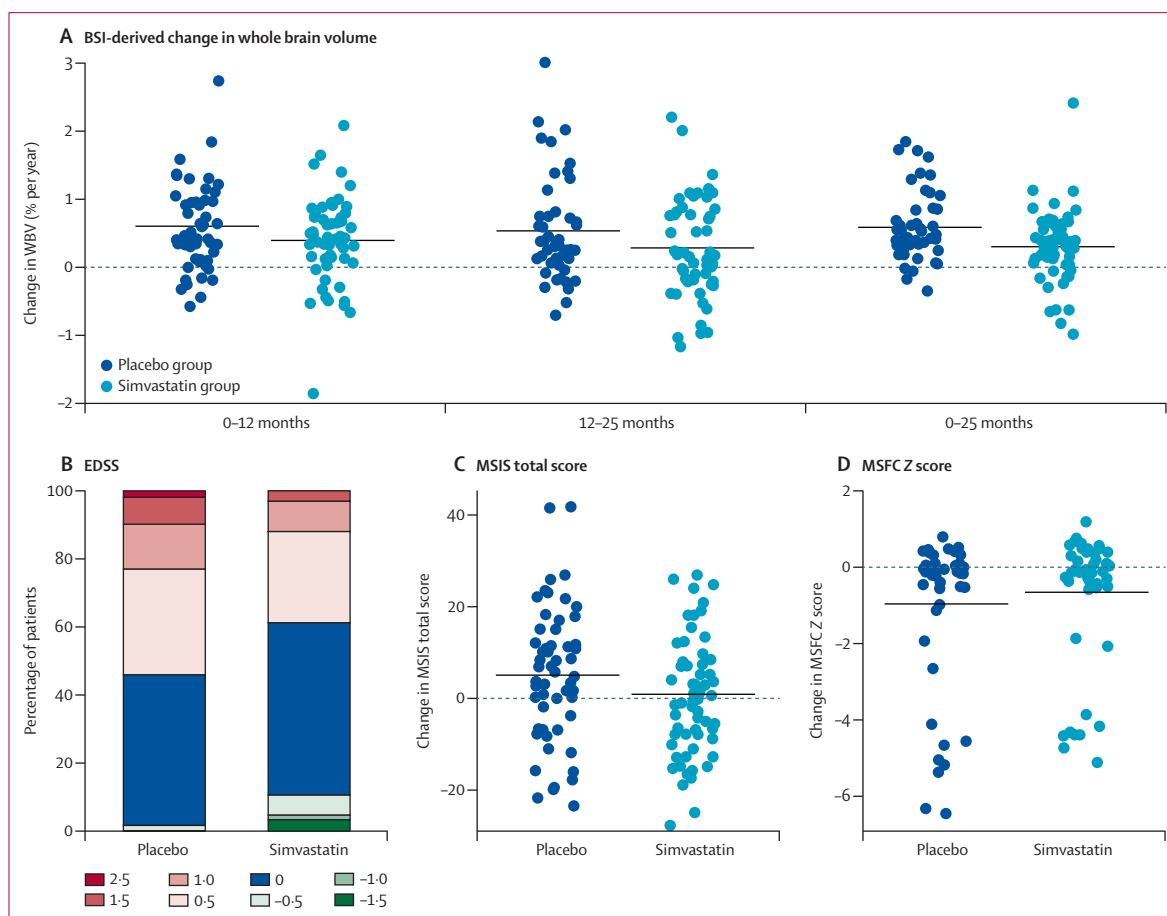 A BSI-derived change in whole brain volume
3
2
1
0
–1
–2
Change in WBV (% per year)
Placebo group
Simvastatin group
0–12 months
12–25 months
0–25 months
B EDSS
100
80
60
40
20
0
Percentage of patients
Placebo
Simvastatin
2·5
1·0
0
–1·0
1·5
0·5
–0·5
–1·5
C MSIS total score
40
20
0
–20
Change in MSIS total score
Placebo
Simvastatin
D MSFC Z score
2
0
–2
–4
–6
Change in MSFC Z score
Placebo
Simvastatin